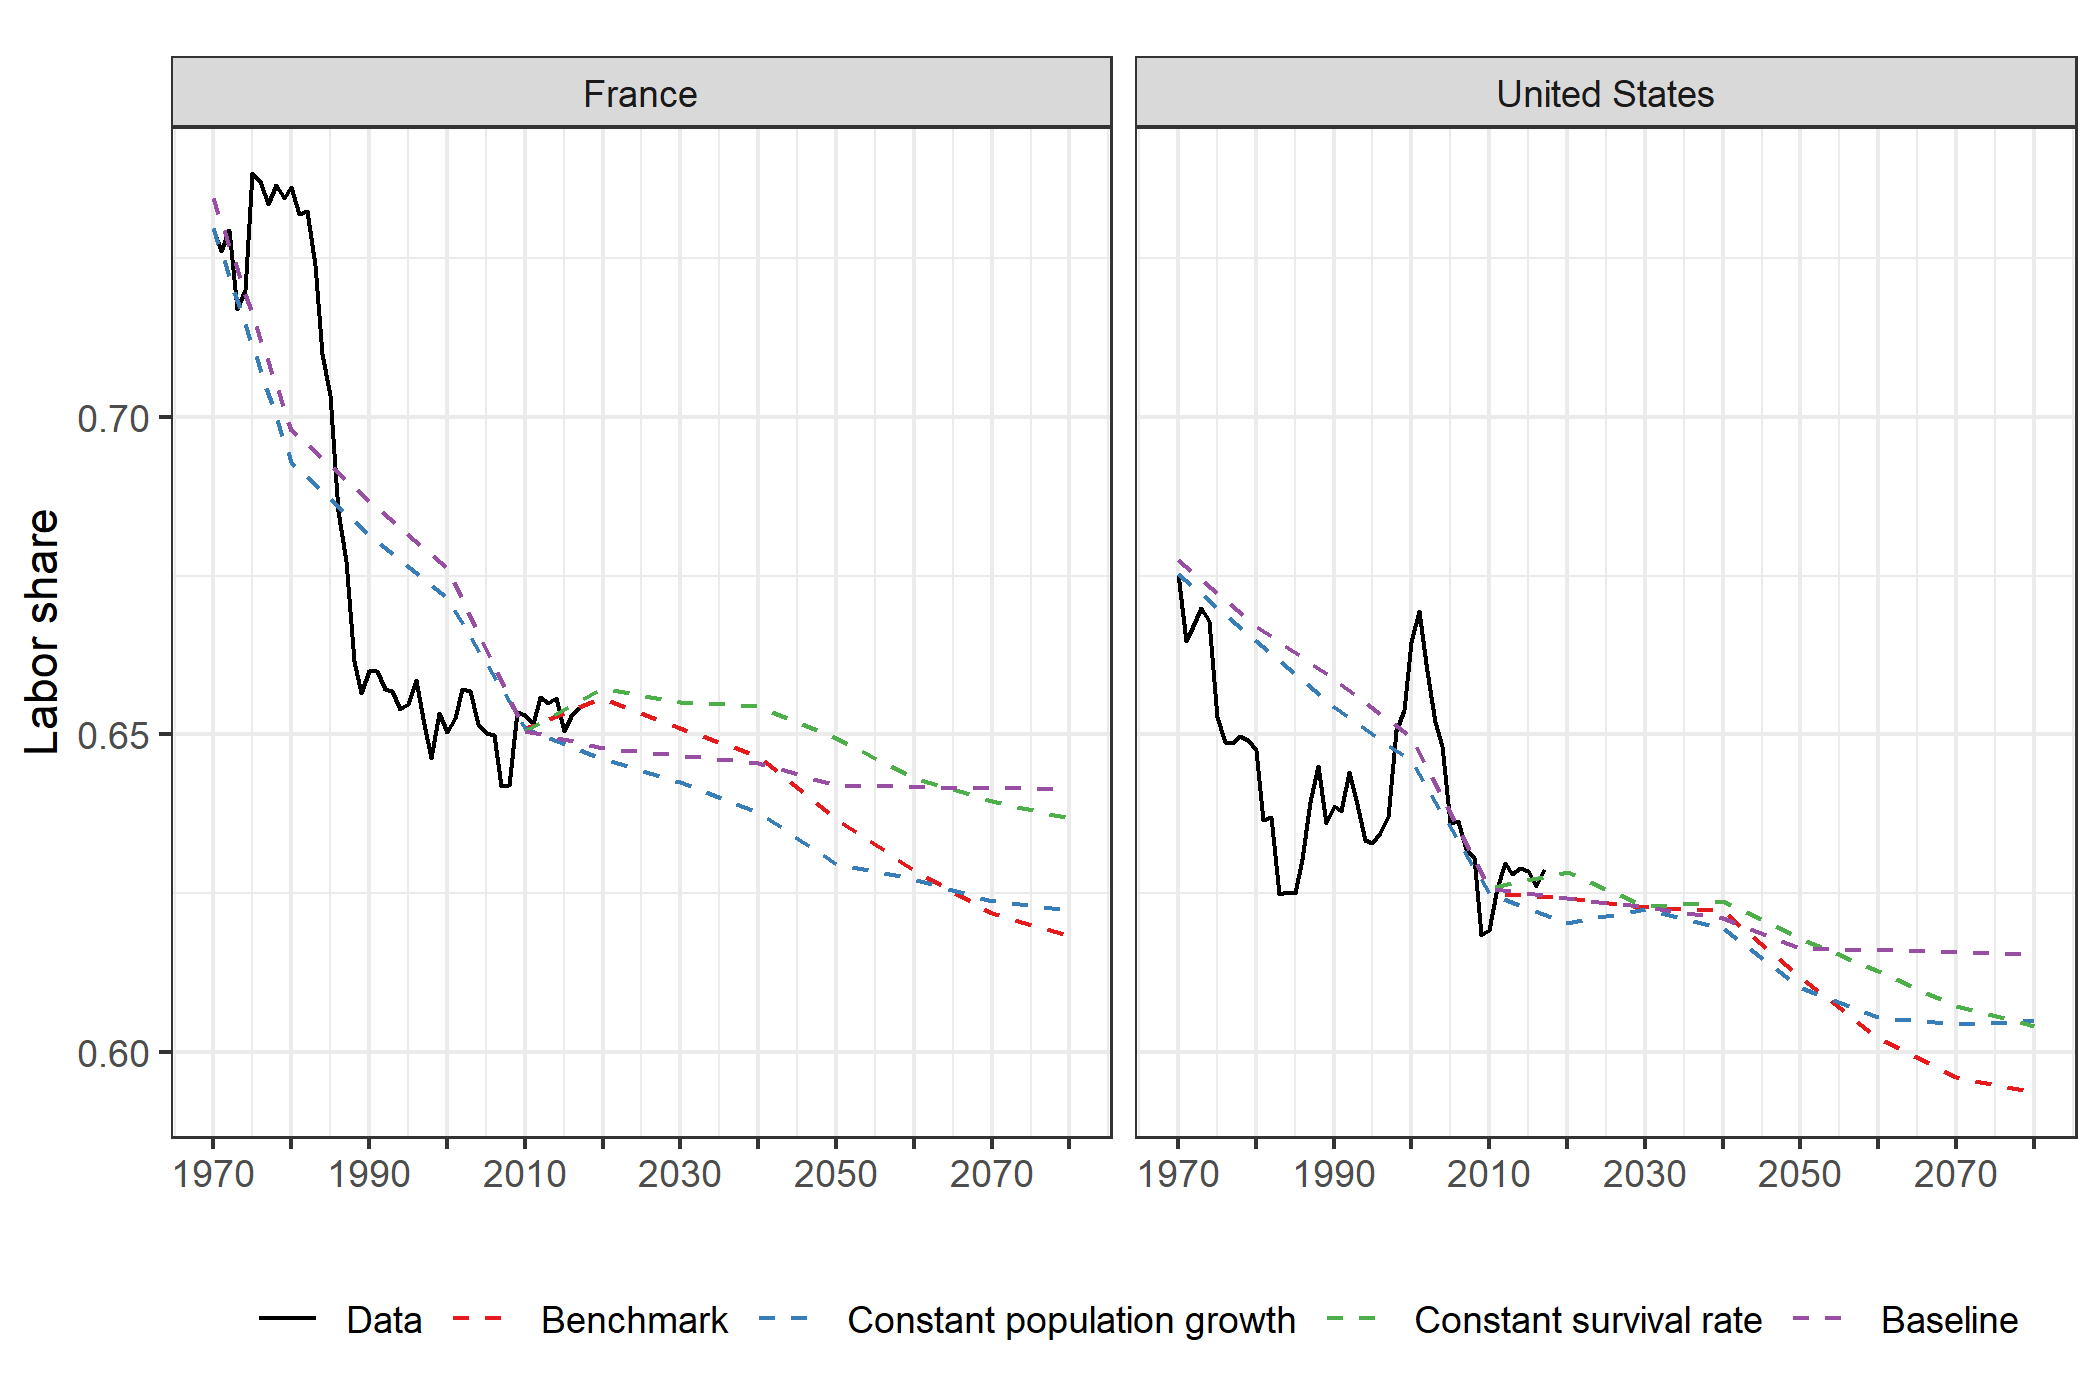 France
United States
Labor share
0.70
0.65
0.60
1970 1990 2010 2030 2050 2070
1970 1990 2010 2030 2050 2070
Data Benchmark Constant population growth Constant survival rate Baseline